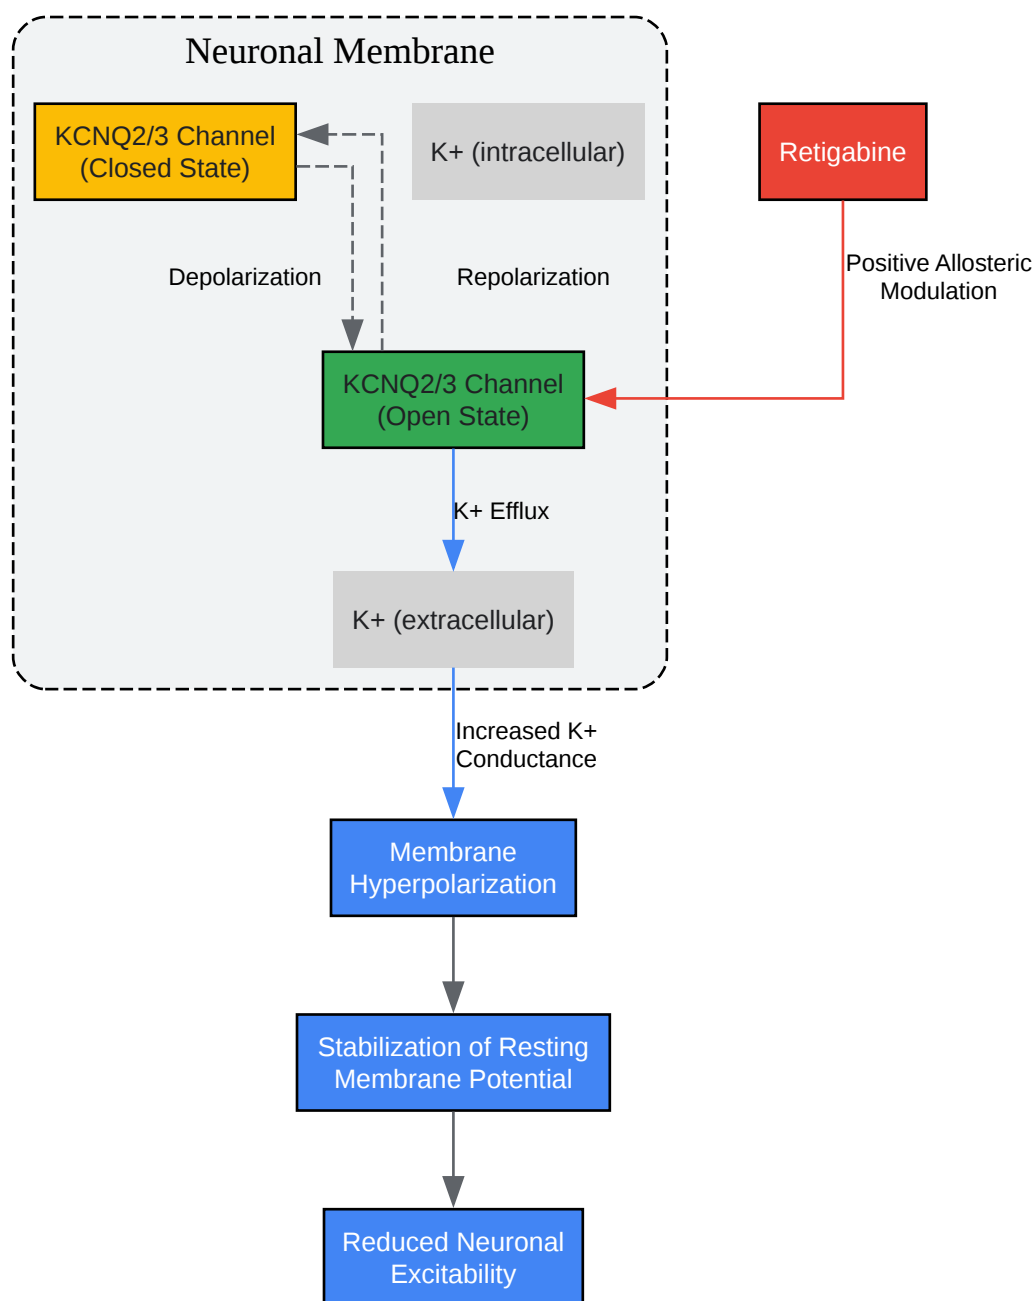 Neuronal Membrane
KCNQ2/3 Channel
(Closed State)
K+ (intracellular)
Retigabine
Depolarization
Repolarization
Positive Allosteric
Modulation
KCNQ2/3 Channel
(Open State)
K+ Efflux
K+ (extracellular)
Increased K+
Conductance
Membrane
Hyperpolarization
Stabilization of Resting
Membrane Potential
Reduced Neuronal
Excitability